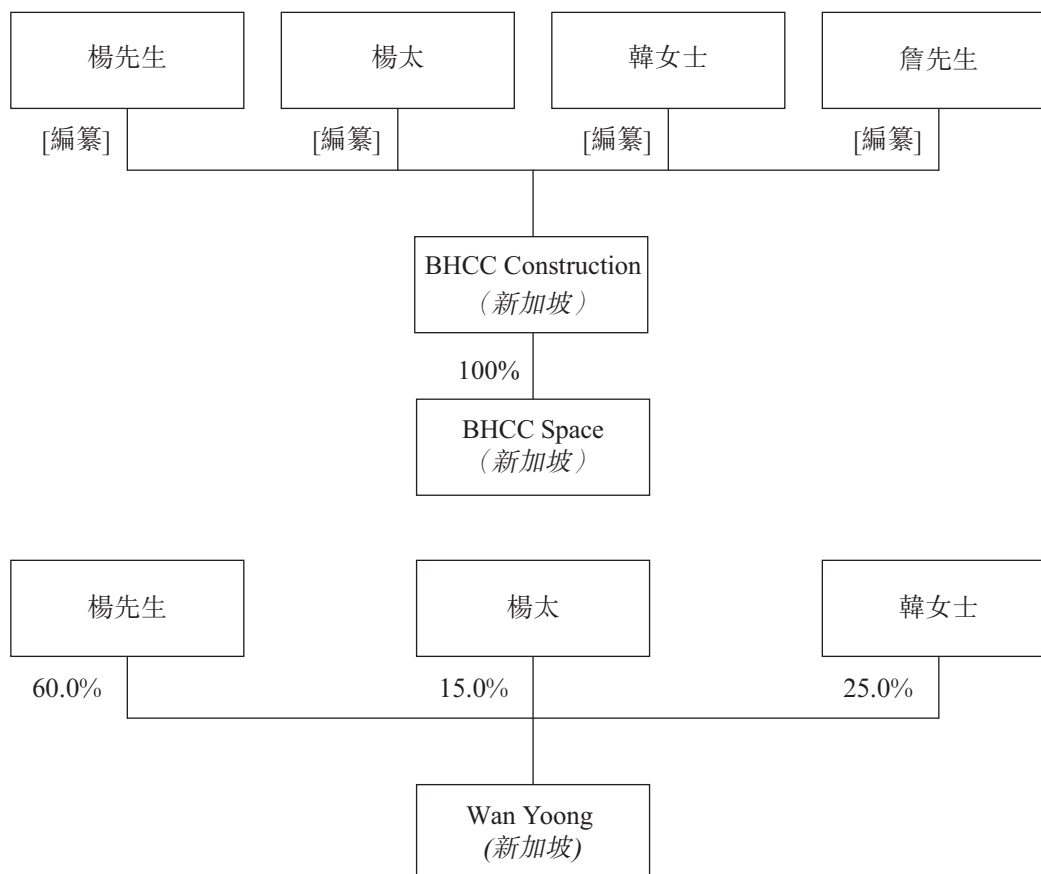 楊先生
楊太
韓女士
詹先生
[編纂]
[編纂]
[編纂]
[編纂]
BHCC Construction
（新加坡）
100%
BHCC Space
（新加坡）
楊先生
楊太
韓女士
60.0%
15.0%
25.0%
Wan Yoong
(新加坡)